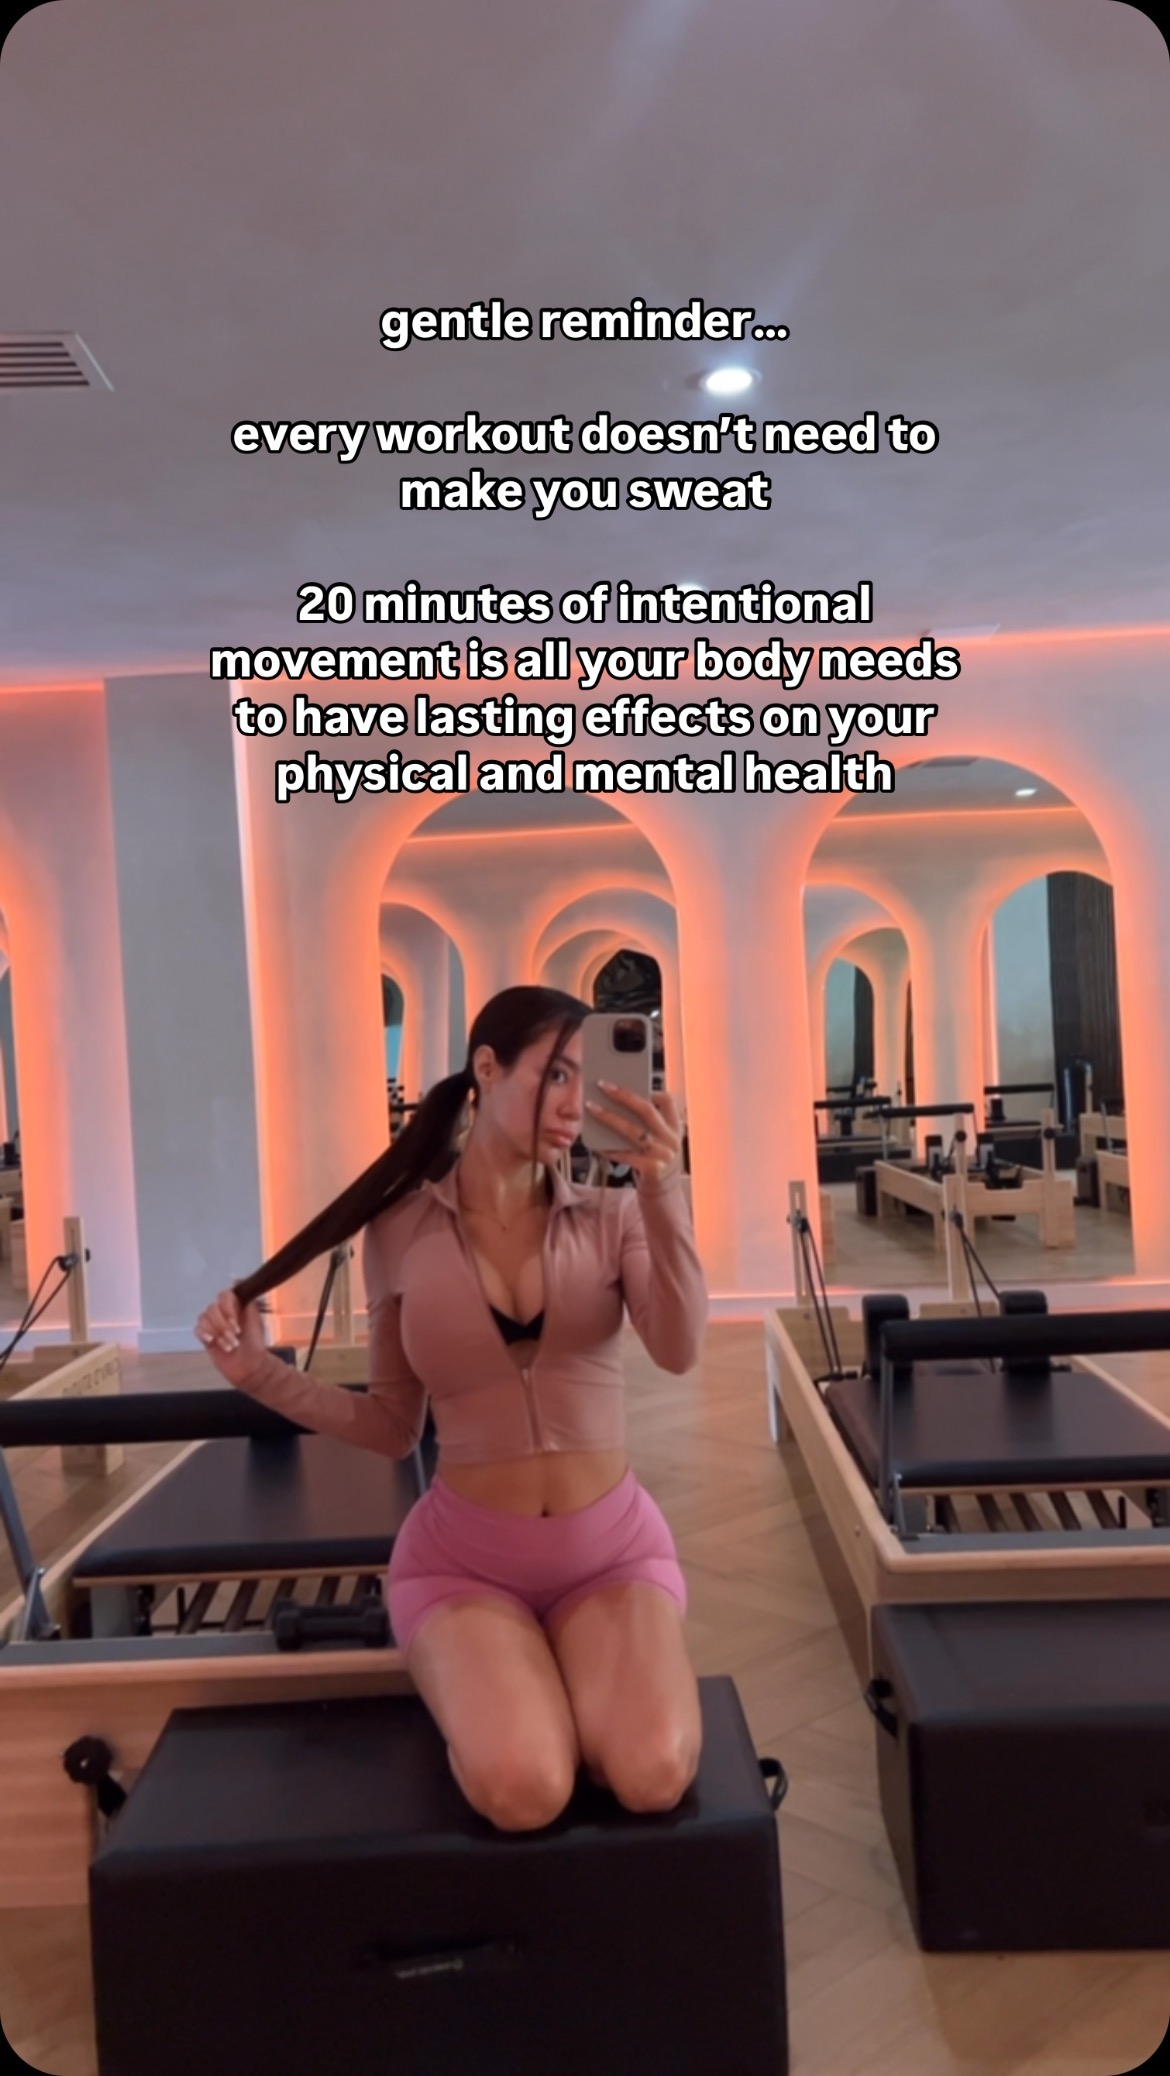 gentle reminder...
every workout doesn't need to
make you sweat
20 minutes of intentional
movement is all your body needs
to have lasting effects on your
physical and mental health